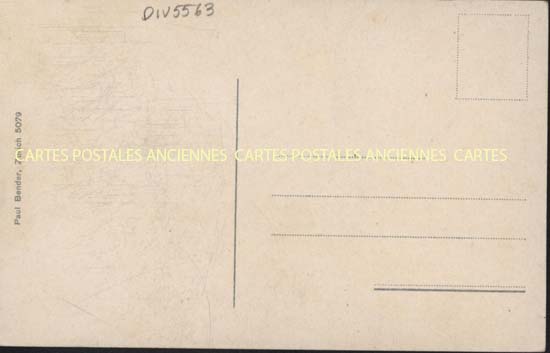 DIV5563
Paul Bender, Zürich 5079
CARTES POSTALES ANCIENNES CARTES POSTALES ANCIENNES CARTES